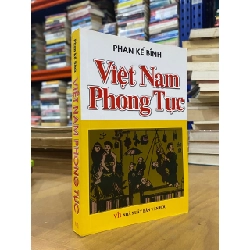 PHAN KẾ BÍNH
Việt Nam
Phong Tục
VIỆT NAM PHONG TỤC